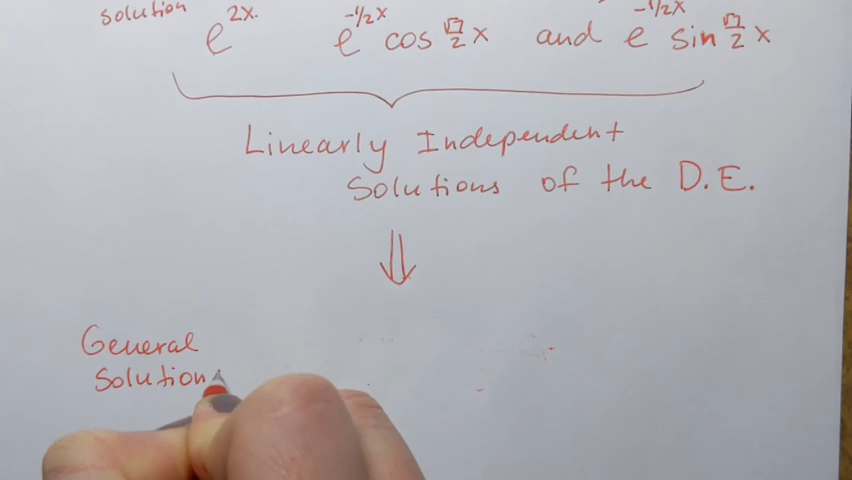 solution e^{2x.} e^{-1/2 x} cos √7/2 x and e^{-1/2 x} sin √7/2 x
Linearly Independent
Solutions of the D.E.
⇓
General
Solution